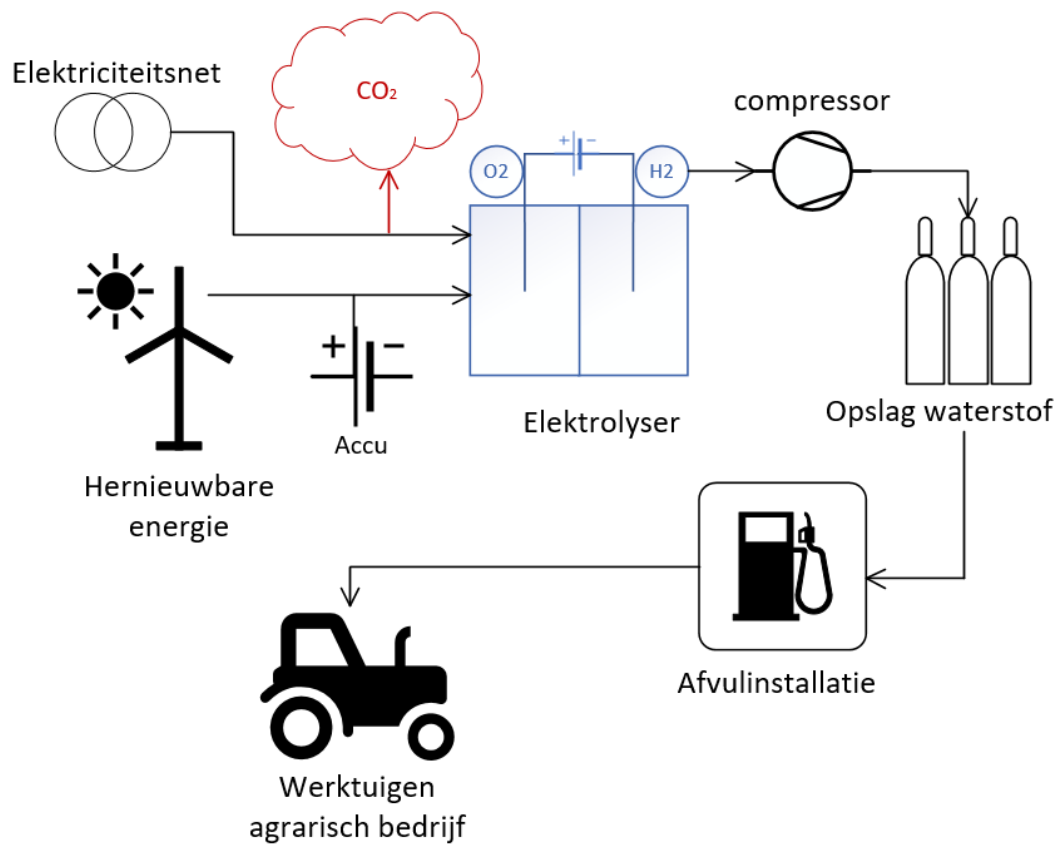 Elektriciteitsnet
CO₂
compressor
+ −
O2
H2
+ −
Accu
Elektrolyser
Opslag waterstof
Hernieuwbare
energie
Afvulinstallatie
Werktuigen
agrarisch bedrijf